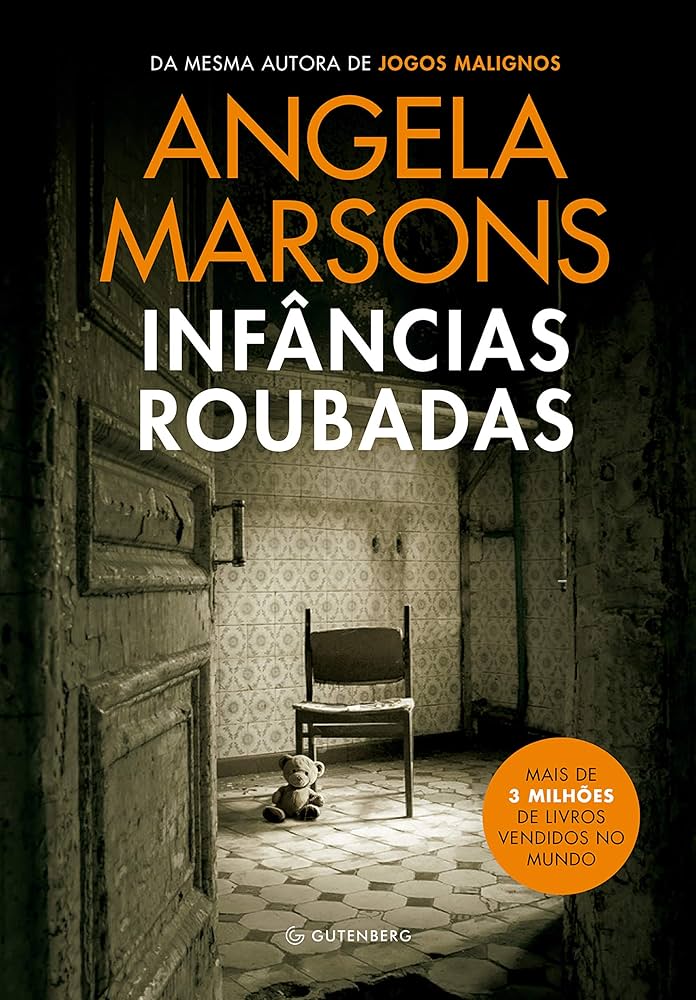 DA MESMA AUTORA DE JOGOS MALIGNOS
ANGELA
MARSONS
INFÂNCIAS
ROUBADAS
MAIS DE
3 MILHÕES
DE LIVROS
VENDIDOS NO
MUNDO
GUTENBERG